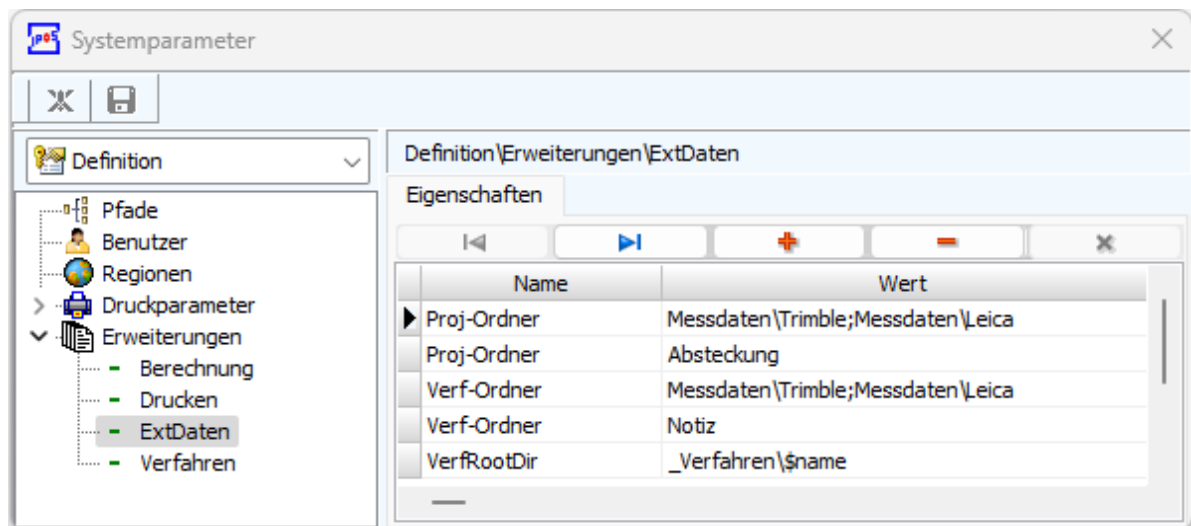 JPOS Systemparameter
Definition
Definition\Erweiterungen\ExtDaten
Eigenschaften
Pfade
Benutzer
Regionen
Druckparameter
Erweiterungen
Berechnung
Drucken
ExtDaten
Verfahren
Name Wert
Proj-Ordner Messdaten\Trimble;Messdaten\Leica
Proj-Ordner Absteckung
Verf-Ordner Messdaten\Trimble;Messdaten\Leica
Verf-Ordner Notiz
VerfRootDir _Verfahren\$name